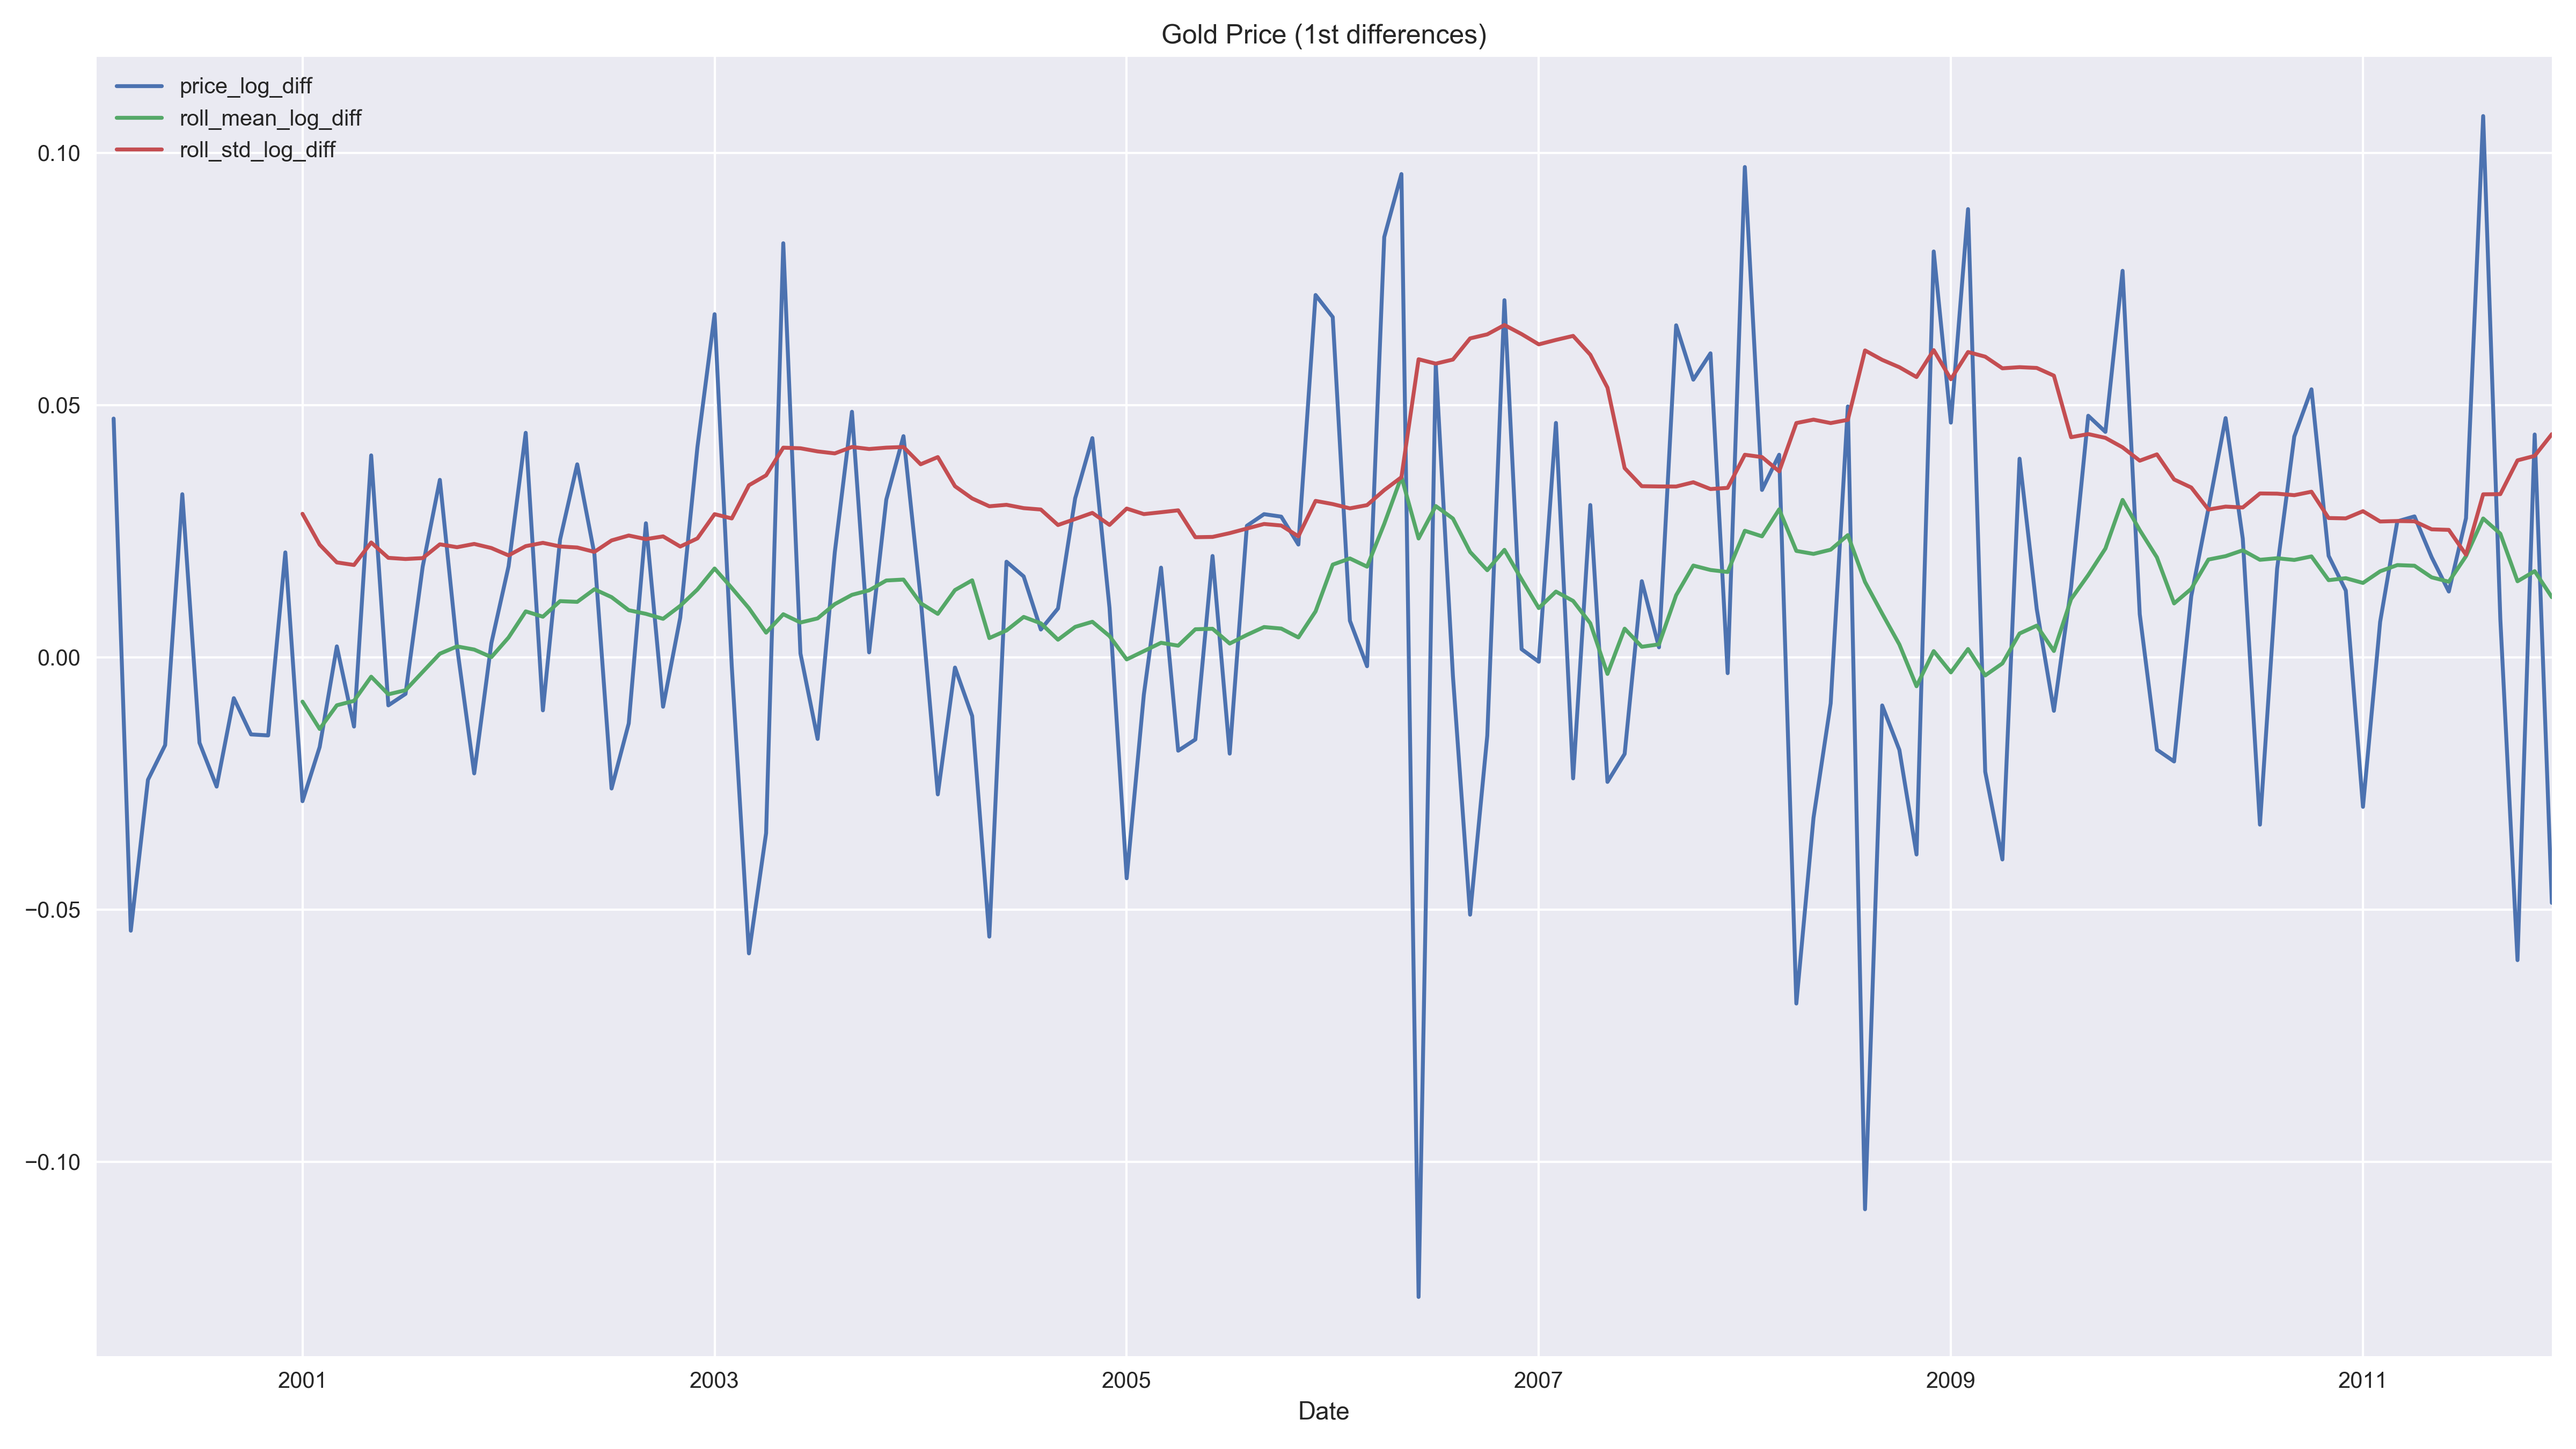 Gold Price (1st differences)
price_log_diff
roll_mean_log_diff
roll_std_log_diff
0.10
0.05
0.00
−0.05
−0.10
2001 2003 2005 2007 2009 2011
Date